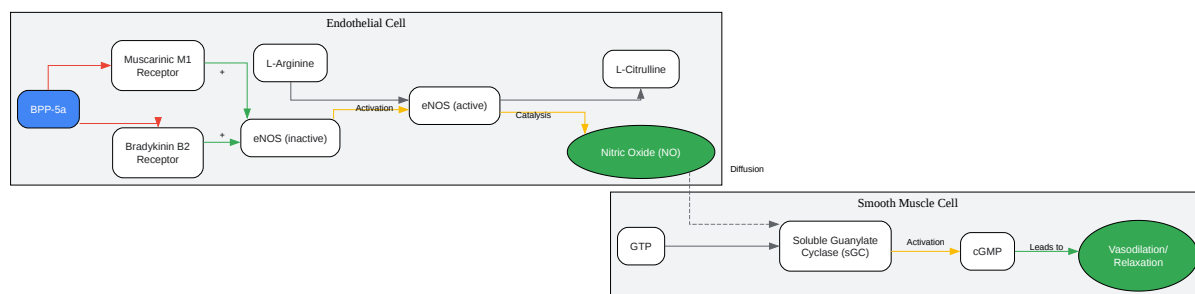 Endothelial Cell
Muscarinic M1
Receptor
+
L-Arginine
L-Citrulline
BPP-5a
eNOS (active)
Activation
Catalysis
Bradykinin B2
Receptor
+
eNOS (inactive)
Nitric Oxide (NO)
Diffusion
Smooth Muscle Cell
GTP
Soluble Guanylate
Cyclase (sGC)
Activation
cGMP
Leads to
Vasodilation/
Relaxation